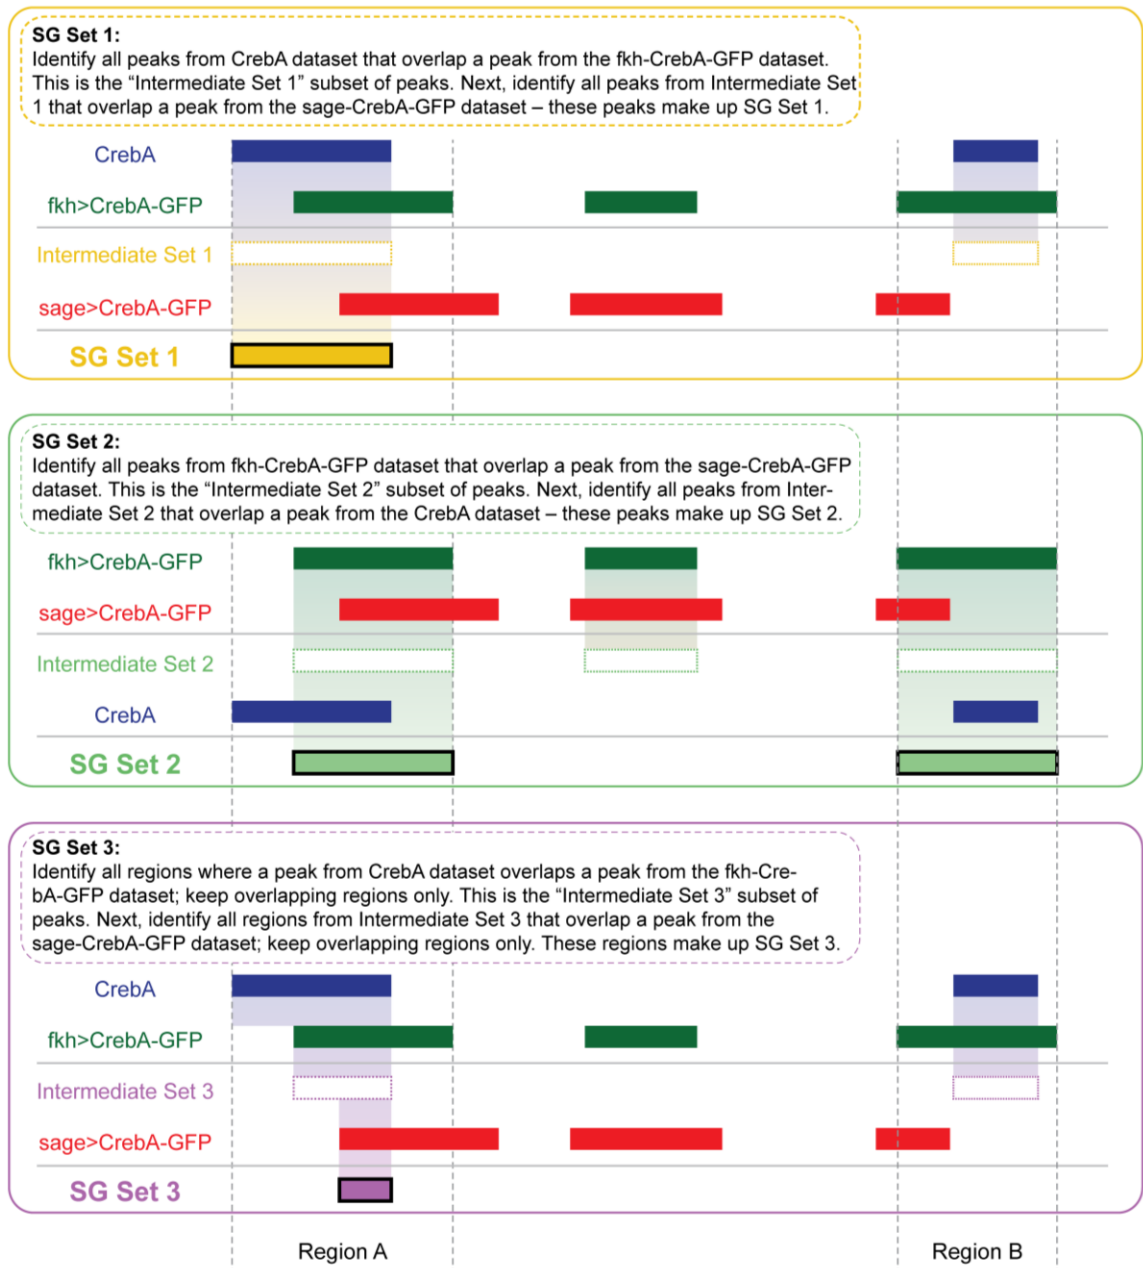 SG Set 1:
Identify all peaks from CrebA dataset that overlap a peak from the fkh-CrebA-GFP dataset.
This is the “Intermediate Set 1” subset of peaks. Next, identify all peaks from Intermediate Set
1 that overlap a peak from the sage-CrebA-GFP dataset – these peaks make up SG Set 1.
CrebA
fkh>CrebA-GFP
Intermediate Set 1
sage>CrebA-GFP
SG Set 1
SG Set 2:
Identify all peaks from fkh-CrebA-GFP dataset that overlap a peak from the sage-CrebA-GFP
dataset. This is the “Intermediate Set 2” subset of peaks. Next, identify all peaks from Inter-
mediate Set 2 that overlap a peak from the CrebA dataset – these peaks make up SG Set 2.
fkh>CrebA-GFP
sage>CrebA-GFP
Intermediate Set 2
CrebA
SG Set 2
SG Set 3:
Identify all regions where a peak from CrebA dataset overlaps a peak from the fkh-Cre-
bA-GFP dataset; keep overlapping regions only. This is the “Intermediate Set 3” subset of
peaks. Next, identify all regions from Intermediate Set 3 that overlap a peak from the
sage-CrebA-GFP dataset; keep overlapping regions only. These regions make up SG Set 3.
CrebA
fkh>CrebA-GFP
Intermediate Set 3
sage>CrebA-GFP
SG Set 3
Region A
Region B